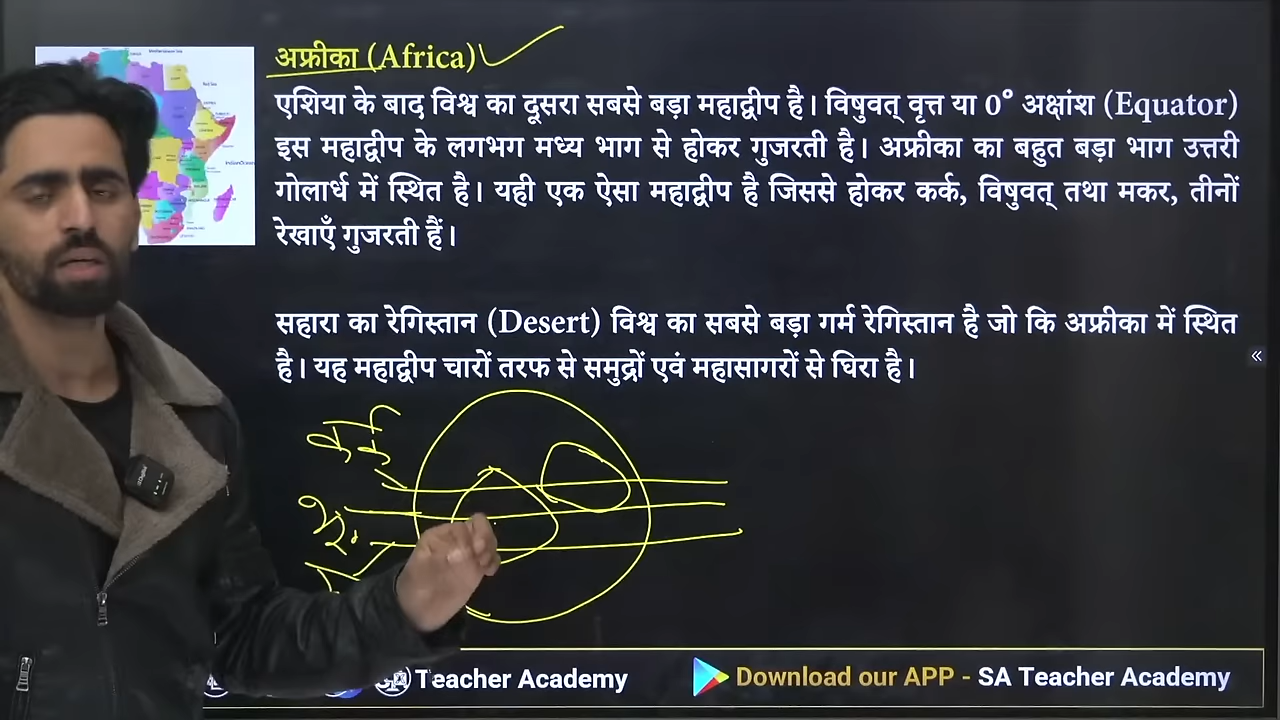 अफ्रीका (Africa)
एशिया के बाद विश्व का दूसरा सबसे बड़ा महाद्वीप है। विषुवत् वृत्त या 0° अक्षांश (Equator)
इस महाद्वीप के लगभग मध्य भाग से होकर गुजरती है। अफ्रीका का बहुत बड़ा भाग उत्तरी
गोलार्ध में स्थित है। यही एक ऐसा महाद्वीप है जिससे होकर कर्क, विषुवत् तथा मकर, तीनों
रेखाएँ गुजरती हैं।
सहारा का रेगिस्तान (Desert) विश्व का सबसे बड़ा गर्म रेगिस्तान है जो कि अफ्रीका में स्थित
है। यह महाद्वीप चारों तरफ से समुद्रों एवं महासागरों से घिरा है।
«
कर्क
भू.
Teacher Academy
Download our APP - SA Teacher Academy